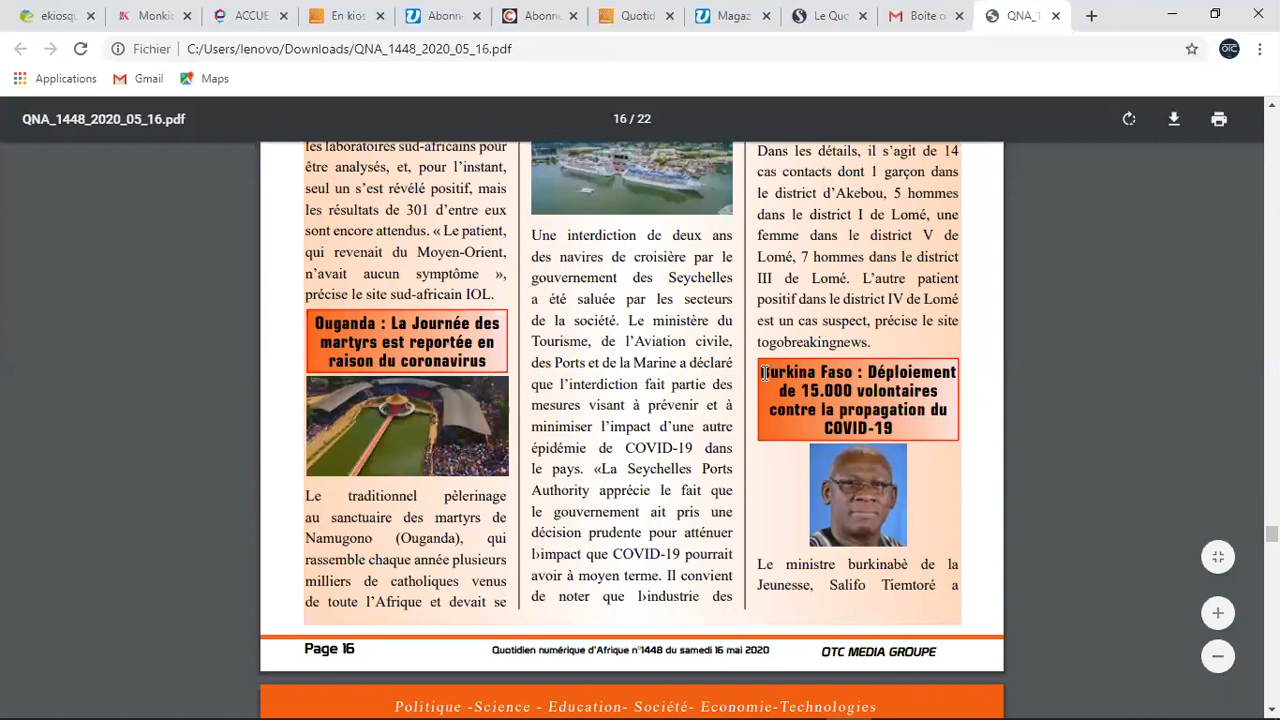 ekiosqu
Monkio
ACCUE
En kios
Abonn
Abonn
Quotid
Magaz
Le Que
Boîte o
QNA_1
Fichier
C:/Users/lenovo/Downloads/QNA_1448_2020_05_16.pdf
OTC
Applications
Gmail
Maps
QNA_1448_2020_05_16.pdf
16 / 22
les laboratoires sud-africains pour
être analysés, et, pour l'instant,
seul un s'est révélé positif, mais
les résultats de 301 d'entre eux
sont encore attendus. « Le patient,
qui revenait du Moyen-Orient,
n'avait aucun symptôme »,
précise le site sud-africain IOL.
Ouganda : La Journée des
martyrs est reportée en
raison du coronavirus
Le traditionnel pèlerinage
au sanctuaire des martyrs de
Namugono (Ouganda), qui
rassemble chaque année plusieurs
milliers de catholiques venus
de toute l'Afrique et devait se
Une interdiction de deux ans
des navires de croisière par le
gouvernement des Seychelles
a été saluée par les secteurs
de la société. Le ministère du
Tourisme, de l'Aviation civile,
des Ports et de la Marine a déclaré
que l'interdiction fait partie des
mesures visant à prévenir et à
minimiser l'impact d'une autre
épidémie de COVID-19 dans
le pays. «La Seychelles Ports
Authority apprécie le fait que
le gouvernement ait pris une
décision prudente pour atténuer
l›impact que COVID-19 pourrait
avoir à moyen terme. Il convient
de noter que l›industrie des
Dans les détails, il s'agit de 14
cas contacts dont 1 garçon dans
le district d'Akebou, 5 hommes
dans le district I de Lomé, une
femme dans le district V de
Lomé, 7 hommes dans le district
III de Lomé. L'autre patient
positif dans le district IV de Lomé
est un cas suspect, précise le site
togobreakingnews.
Burkina Faso : Déploiement
de 15.000 volontaires
contre la propagation du
COVID-19
Le ministre burkinabè de la
Jeunesse, Salifo Tiemtoré a
Page 16
Quotidien numérique d'Afrique n°1448 du samedi 16 mai 2020
OTC MEDIA GROUPE
Politique -Science - Education- Société- Economie-Technologies